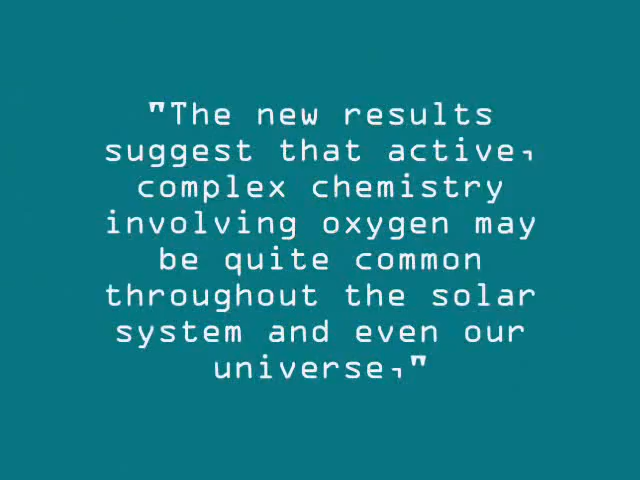 "The new results
suggest that active,
complex chemistry
involving oxygen may
be quite common
throughout the solar
system and even our
universe,"